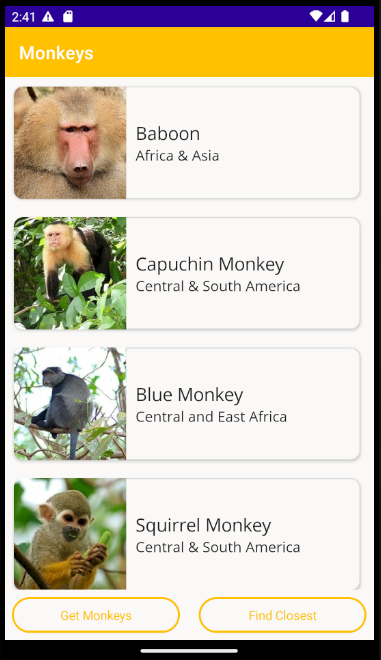 2:41
Monkeys
Baboon
Africa & Asia
Capuchin Monkey
Central & South America
Blue Monkey
Central and East Africa
Squirrel Monkey
Central & South America
Get Monkeys
Find Closest